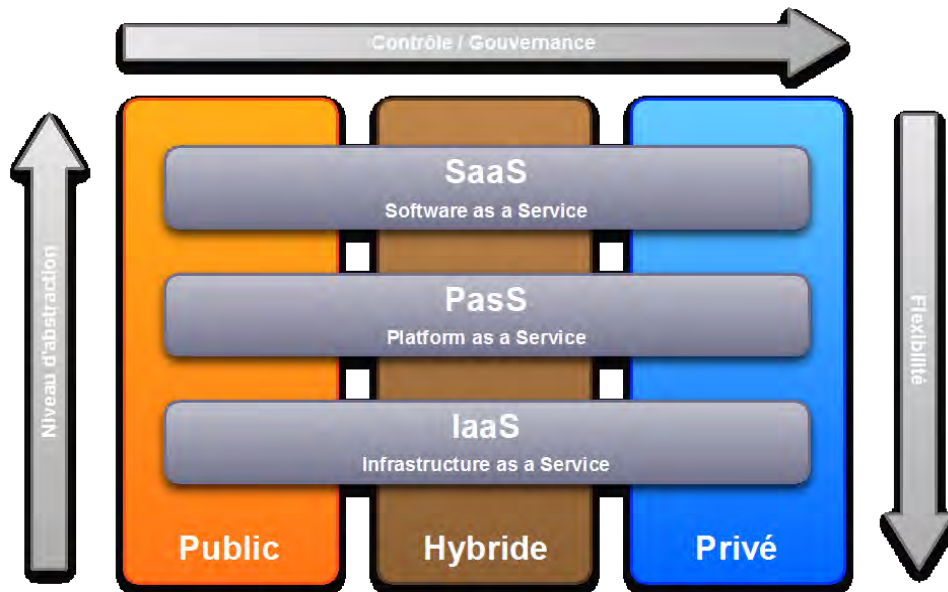 Contrôle / Gouvernance
SaaS
Software as a Service
PasS
Platform as a Service
IaaS
Infrastructure as a Service
Public
Hybride
Privé
Niveau d'abstraction
Flexibilité